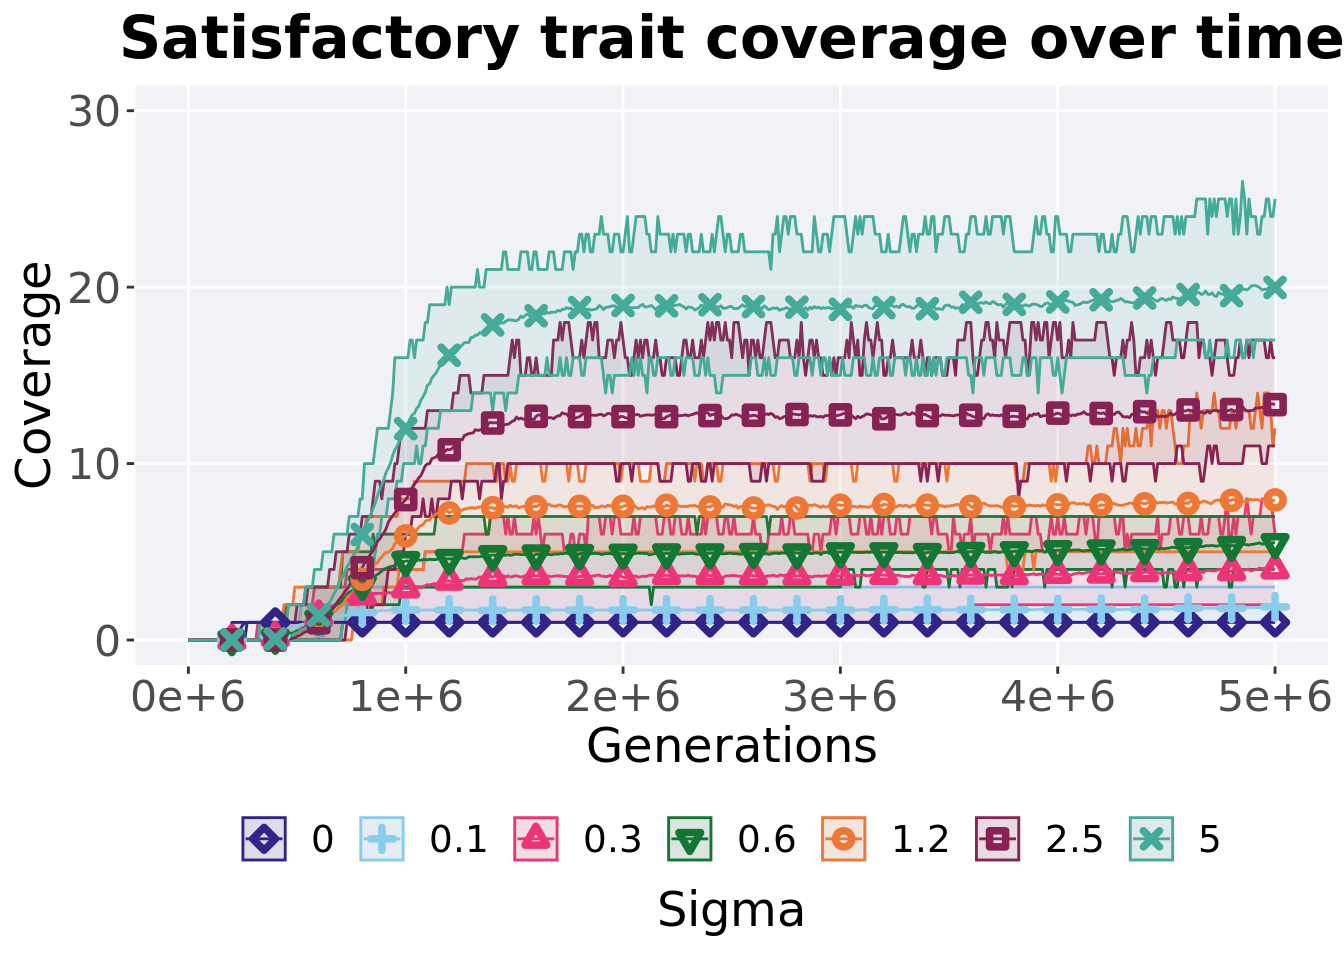 Satisfactory trait coverage over time
Coverage
30
20
10
0
0e+6 1e+6 2e+6 3e+6 4e+6 5e+6
Generations
0 0.1 0.3 0.6 1.2 2.5 5
Sigma